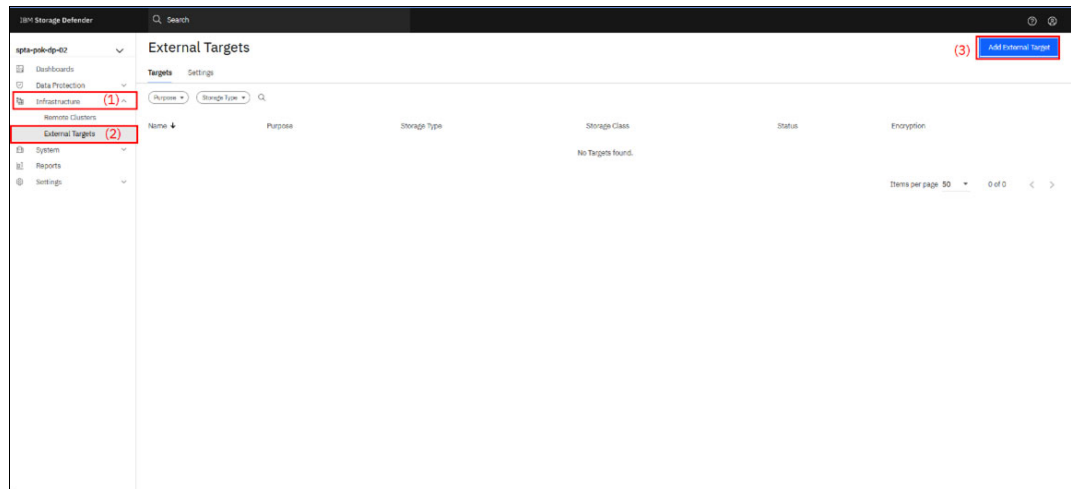 IBM Storage Defender
Search
spta-pok-dp-02
Dashboards
Data Protection
Infrastructure (1)
Remote Clusters
External Targets (2)
System
Reports
Settings
External Targets
(3) Add External Target
Targets Settings
Purpose Storage Type
Name Purpose Storage Type Storage Class Status Encryption
No Targets found.
Items per page 50 0 of 0